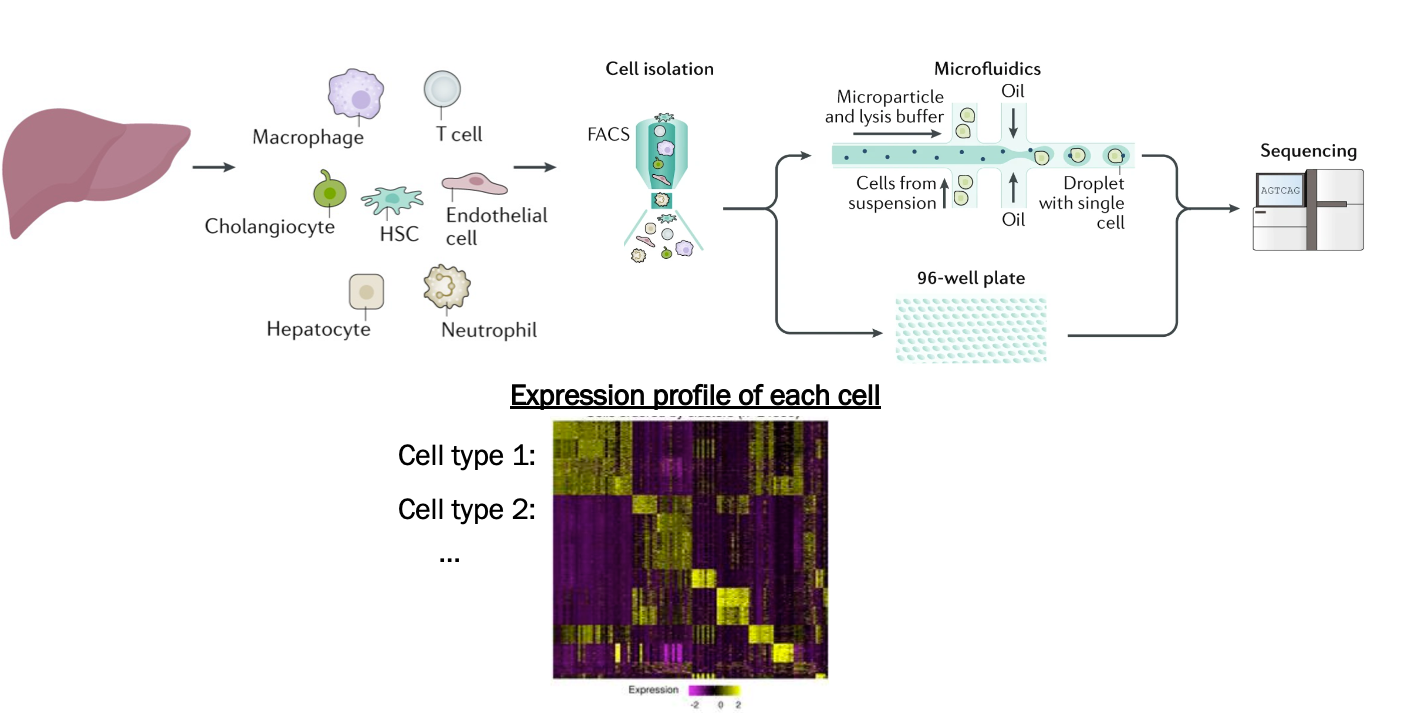 Cell isolation
Microfluidics
Oil
Microparticle
and lysis buffer
FACS
Macrophage
T cell
Sequencing
AGTCAG
Cells from
suspension
Oil
Droplet
with single
cell
Cholangiocyte
HSC
Endothelial
cell
96-well plate
Hepatocyte
Neutrophil
Expression profile of each cell
Cell type 1:
Cell type 2:
...
Expression
-2 0 2